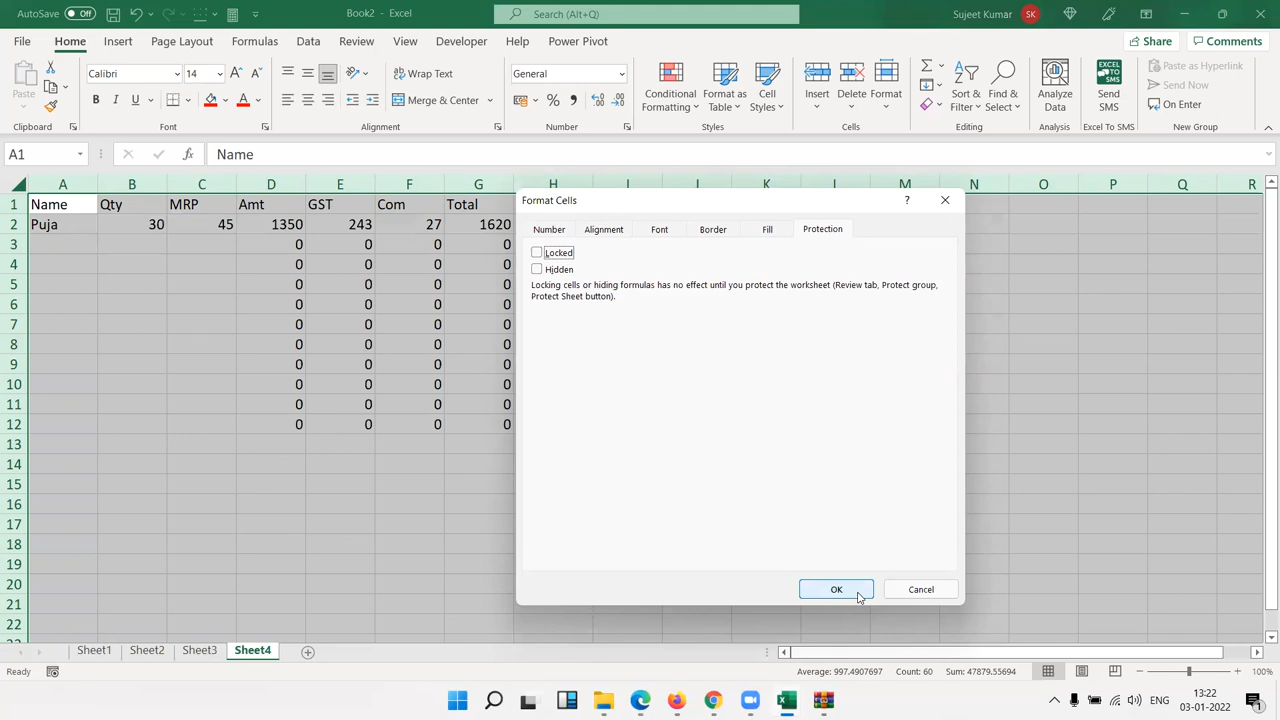 AutoSave Off Book2 - Excel Search (Alt+Q) Sujeet Kumar SK
File Home Insert Page Layout Formulas Data Review View Developer Help Power Pivot Share Comments
Paste Calibri 14 Wrap Text General Conditional Format as Cell Insert Delete Format Sort & Find & Analyze Send Paste as Hyperlink
B I U Merge & Center Formatting Table Styles Filter Select Data SMS Send Now
On Enter
Clipboard Font Alignment Number Styles Cells Editing Analysis Excel To SMS New Group
EXCEL TO SMS
A1 fx Name
A B C D E F G H I J K L M N O P Q R
1 Name Qty MRP Amt GST Com Total
2 Puja 30 45 1350 243 27 1620
3 0 0 0 0
4 0 0 0 0
5 0 0 0 0
6 0 0 0 0
7 0 0 0 0
8 0 0 0 0
9 0 0 0 0
10 0 0 0 0
11 0 0 0 0
12 0 0 0 0
13
14
15
16
17
18
19
20
21
22
Format Cells ?
Number Alignment Font Border Fill Protection
Locked
Hidden
Locking cells or hiding formulas has no effect until you protect the worksheet (Review tab, Protect group,
Protect Sheet button).
OK Cancel
Sheet1 Sheet2 Sheet3 Sheet4
Ready Average: 997.4907697 Count: 60 Sum: 47879.55694 100%
ENG 13:22
03-01-2022 1